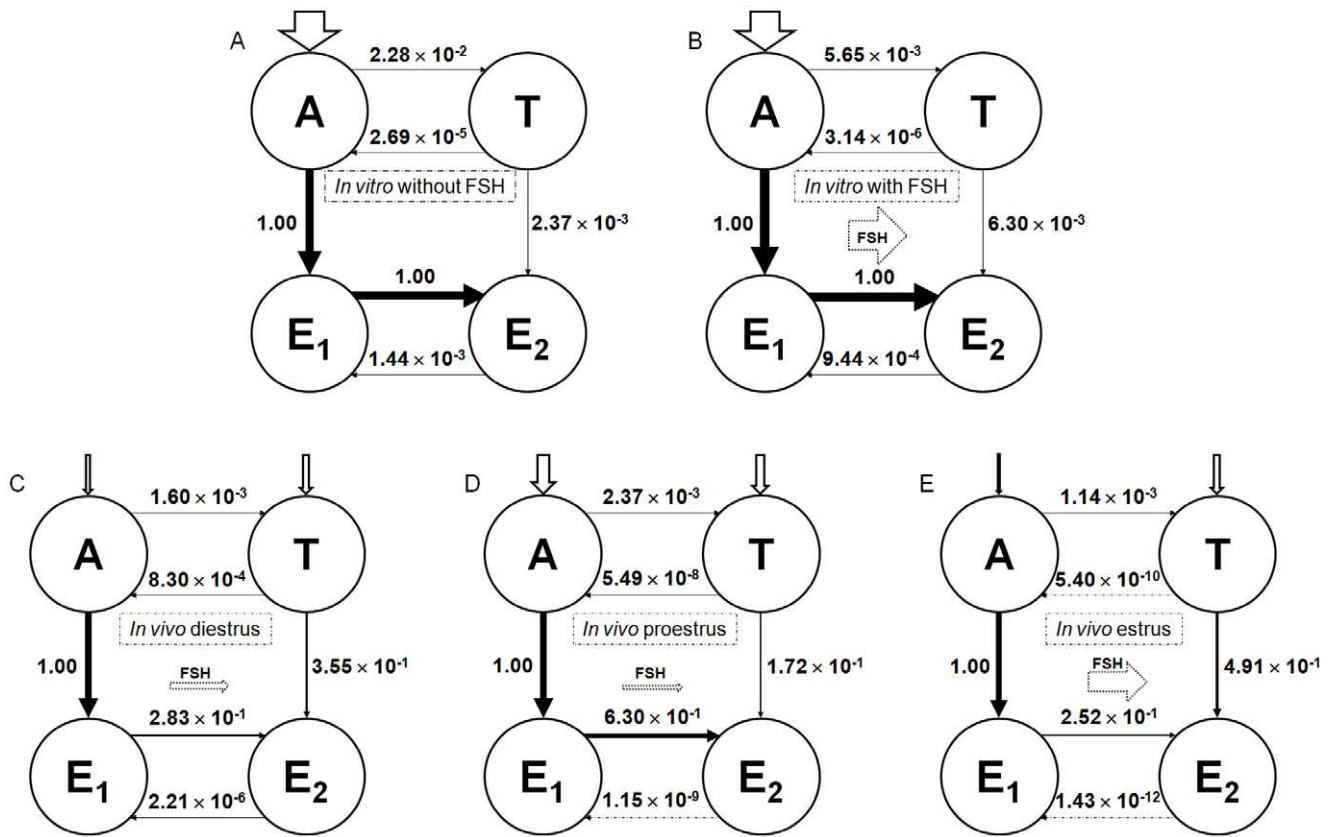 A
B
2.28 × 10⁻²
5.65 × 10⁻³
A T
A T
2.69 × 10⁻⁵
3.14 × 10⁻⁶
In vitro without FSH
In vitro with FSH
1.00
2.37 × 10⁻³
1.00
FSH
6.30 × 10⁻³
1.00
1.00
E₁ E₂
E₁ E₂
1.44 × 10⁻³
9.44 × 10⁻⁴
C
D
E
1.60 × 10⁻³
2.37 × 10⁻³
1.14 × 10⁻³
A T
A T
A T
8.30 × 10⁻⁴
5.49 × 10⁻⁸
5.40 × 10⁻¹⁰
In vivo diestrus
In vivo proestrus
In vivo estrus
1.00
FSH
3.55 × 10⁻¹
1.00
FSH
1.72 × 10⁻¹
1.00
FSH
4.91 × 10⁻¹
2.83 × 10⁻¹
6.30 × 10⁻¹
2.52 × 10⁻¹
E₁ E₂
E₁ E₂
E₁ E₂
2.21 × 10⁻⁶
1.15 × 10⁻⁹
1.43 × 10⁻¹²